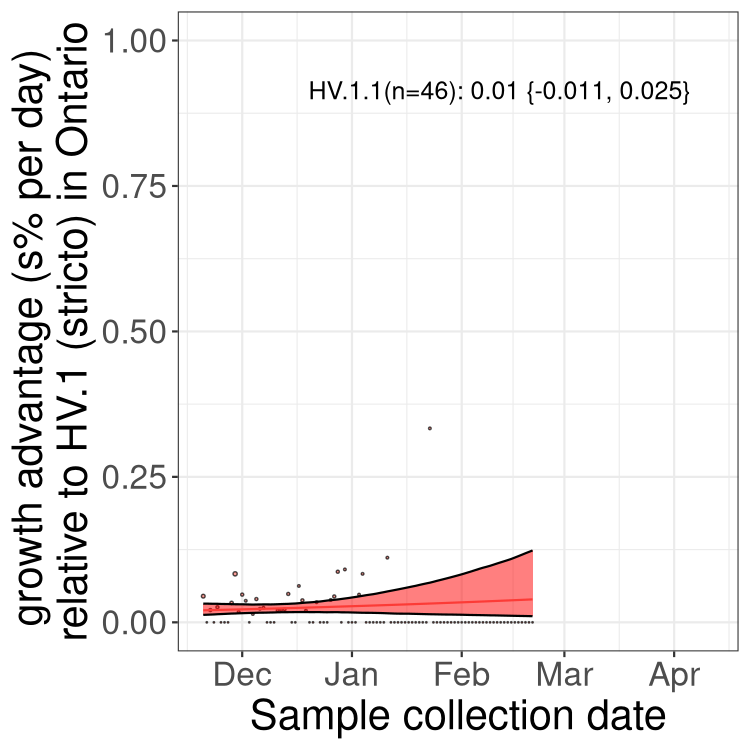 growth advantage (s% per day)
relative to HV.1 (stricto) in Ontario
1.00
0.75
0.50
0.25
0.00
HV.1.1(n=46): 0.01 {-0.011, 0.025}
Dec Jan Feb Mar Apr
Sample collection date